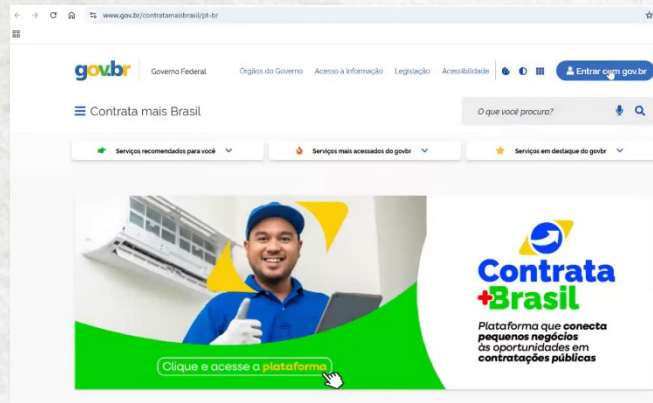 www.gov.br/contratamaisbrasil/pt-br
gov.br
Governo Federal
Órgãos do Governo Acesso à Informação Legislação Acessibilidade
Entrar com gov.br
Contrata mais Brasil
O que você procura?
Serviços recomendados para você
Serviços mais acessados do govbr
Serviços em destaque do govbr
Clique e acesse a plataforma
Contrata
+Brasil
Plataforma que conecta
pequenos negócios
às oportunidades em
contratações públicas